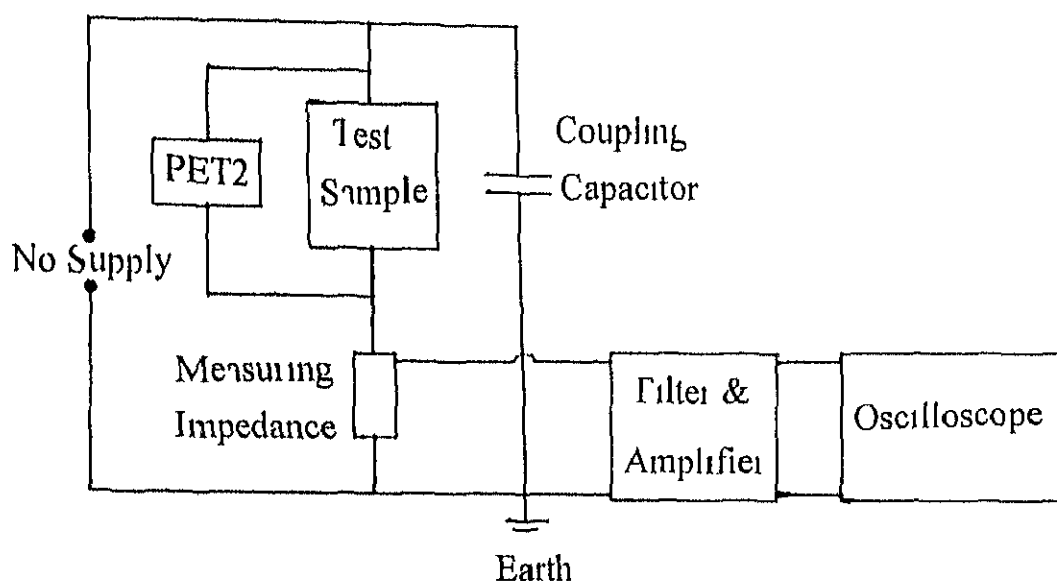 Test
Sample
PET2
Coupling
Capacitor
No Supply
Measuring
Impedance
Filter &
Amplifier
Oscilloscope
Earth